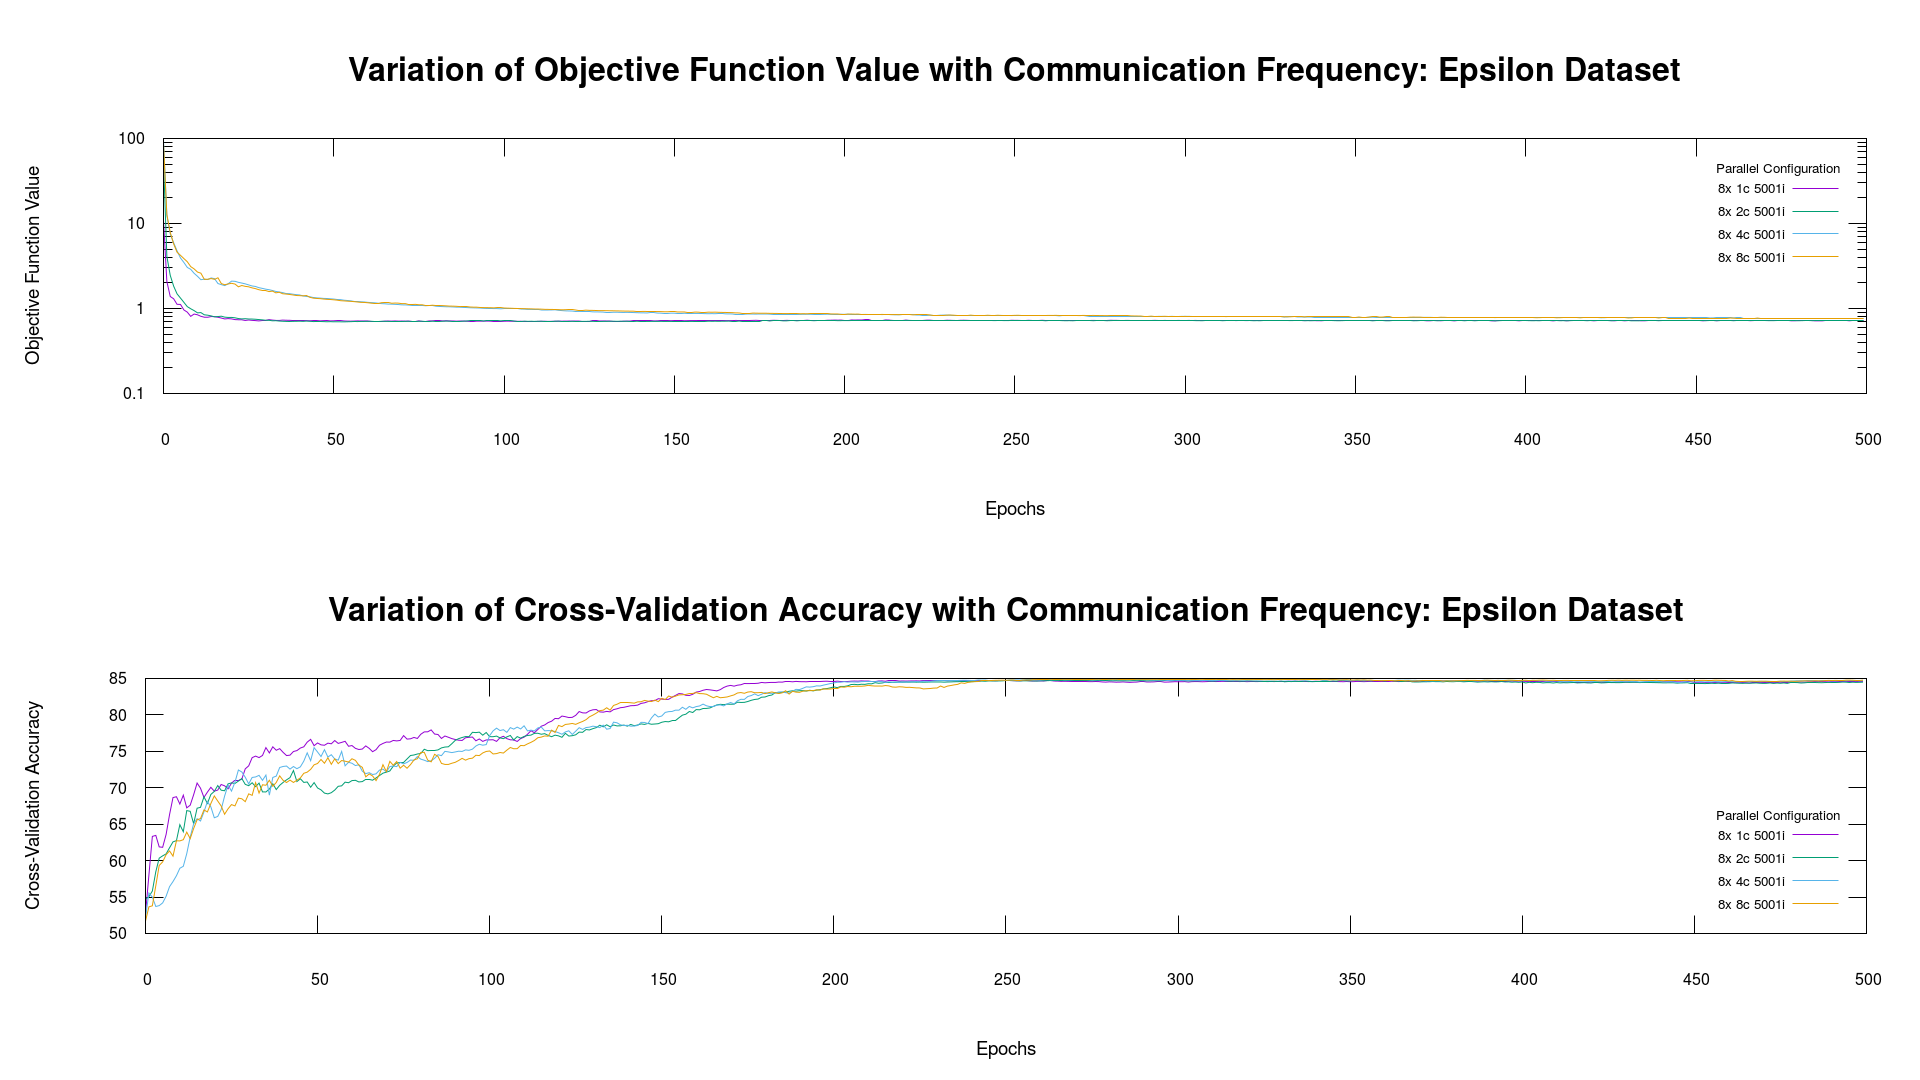 Variation of Objective Function Value with Communication Frequency: Epsilon Dataset
100
10
1
0.1
Objective Function Value
Parallel Configuration
8x 1c 5001i
8x 2c 5001i
8x 4c 5001i
8x 8c 5001i
0 50 100 150 200 250 300 350 400 450 500
Epochs
Variation of Cross-Validation Accuracy with Communication Frequency: Epsilon Dataset
85
80
75
70
65
60
55
50
Cross-Validation Accuracy
Parallel Configuration
8x 1c 5001i
8x 2c 5001i
8x 4c 5001i
8x 8c 5001i
0 50 100 150 200 250 300 350 400 450 500
Epochs